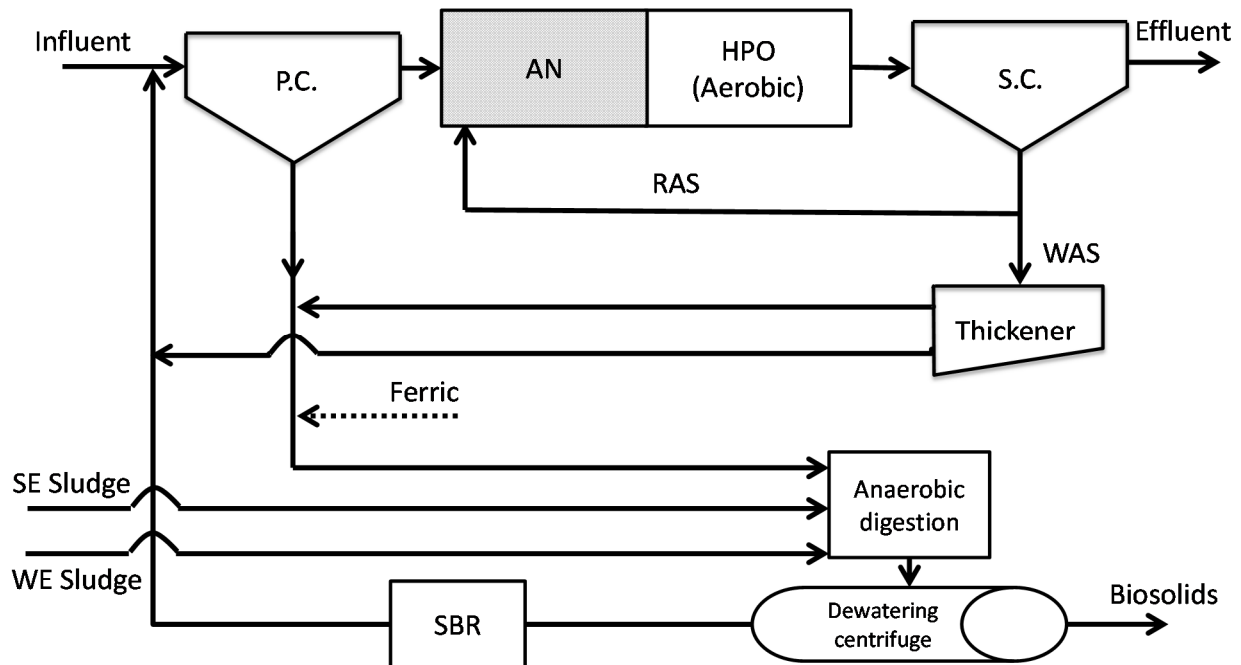 Influent
P.C.
AN
HPO
(Aerobic)
S.C.
Effluent
RAS
WAS
Thickener
Ferric
SE Sludge
Anaerobic
digestion
WE Sludge
SBR
Dewatering
centrifuge
Biosolids